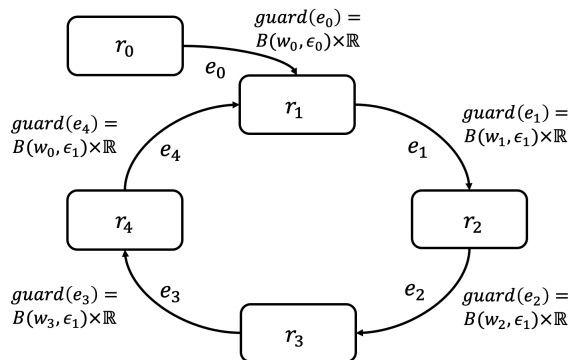 r₀
guard(e₀) =
B(w₀, ϵ₀)×ℝ
e₀
r₁
guard(e₄) =
B(w₀, ϵ₁)×ℝ
e₄
e₁
guard(e₁) =
B(w₁, ϵ₁)×ℝ
r₄
r₂
guard(e₃) =
B(w₃, ϵ₁)×ℝ
e₃
e₂
guard(e₂) =
B(w₂, ϵ₁)×ℝ
r₃